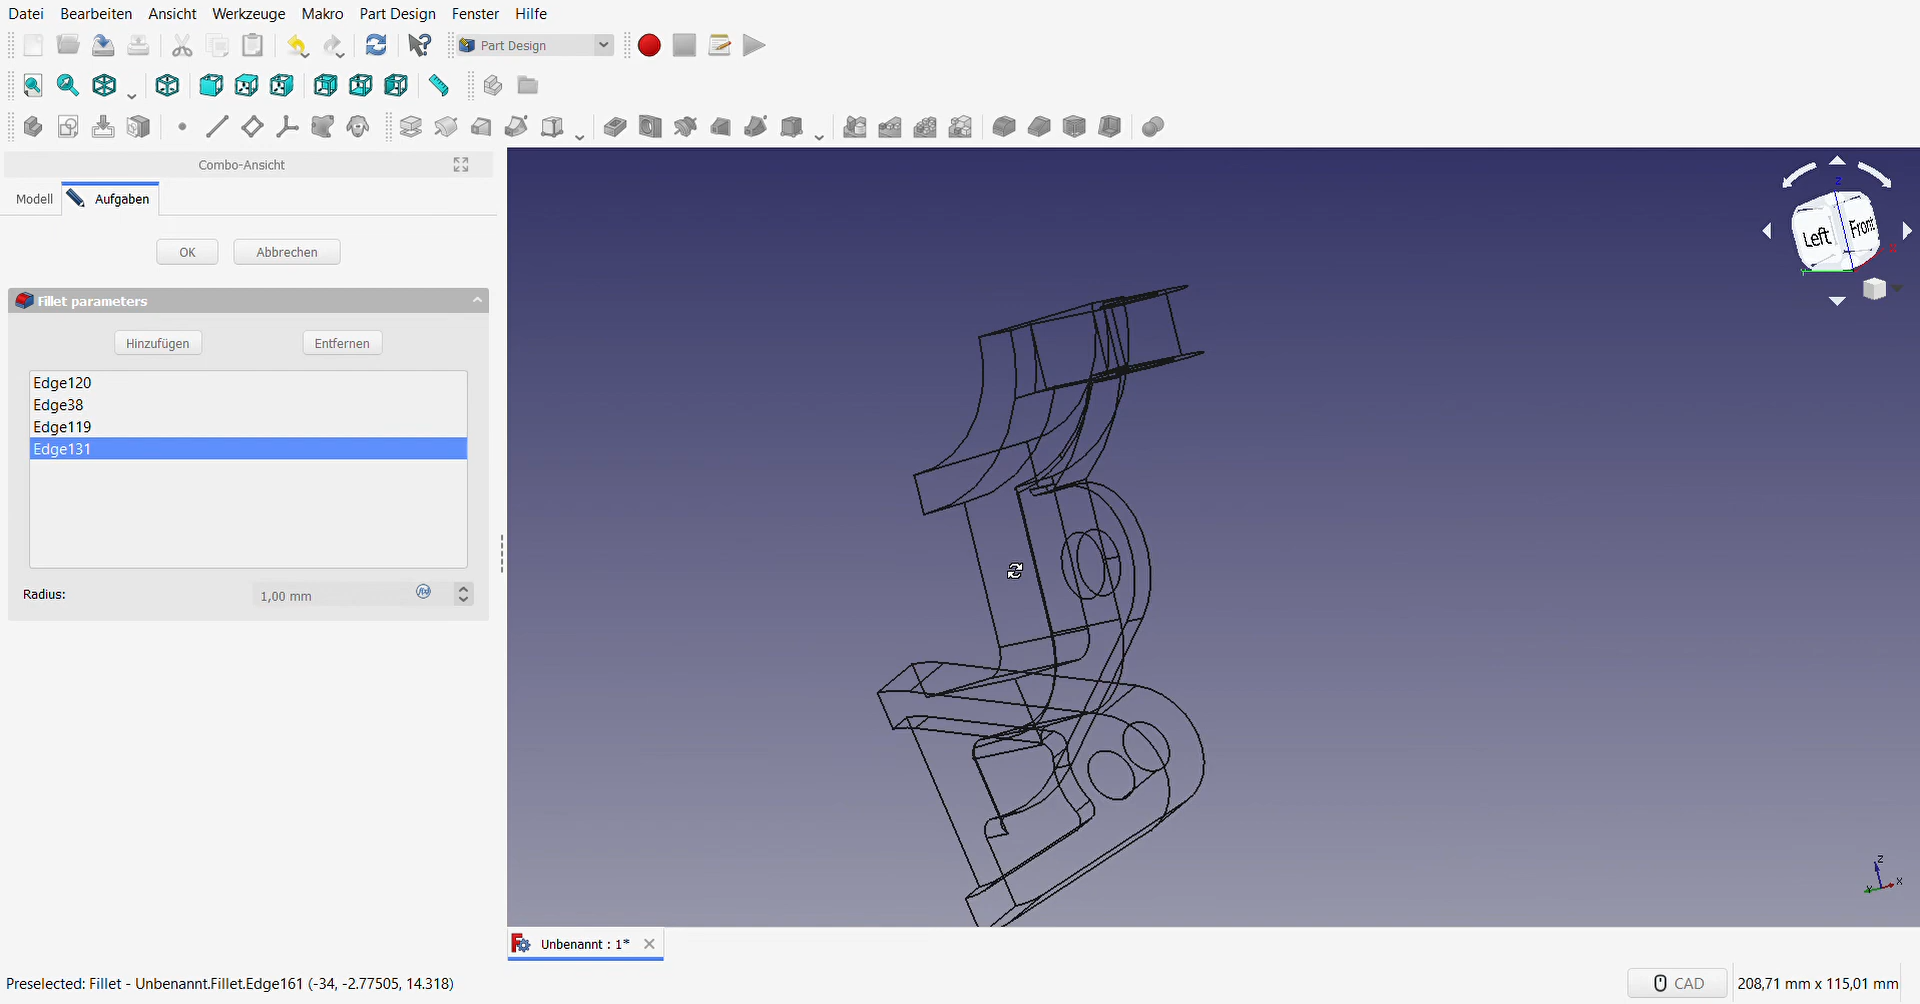 Datei Bearbeiten Ansicht Werkzeuge Makro Part Design Fenster Hilfe
Part Design
Combo-Ansicht
Modell Aufgaben
OK Abbrechen
Fillet parameters
Hinzufügen Entfernen
Edge120
Edge38
Edge119
Edge131
Radius: 1,00 mm f(x)
Z
Left Front
X
Y
Z
X
Y
Unbenannt : 1*
Preselected: Fillet - Unbenannt.Fillet.Edge161 (-34, -2.77505, 14.318)
CAD 208,71 mm x 115,01 mm